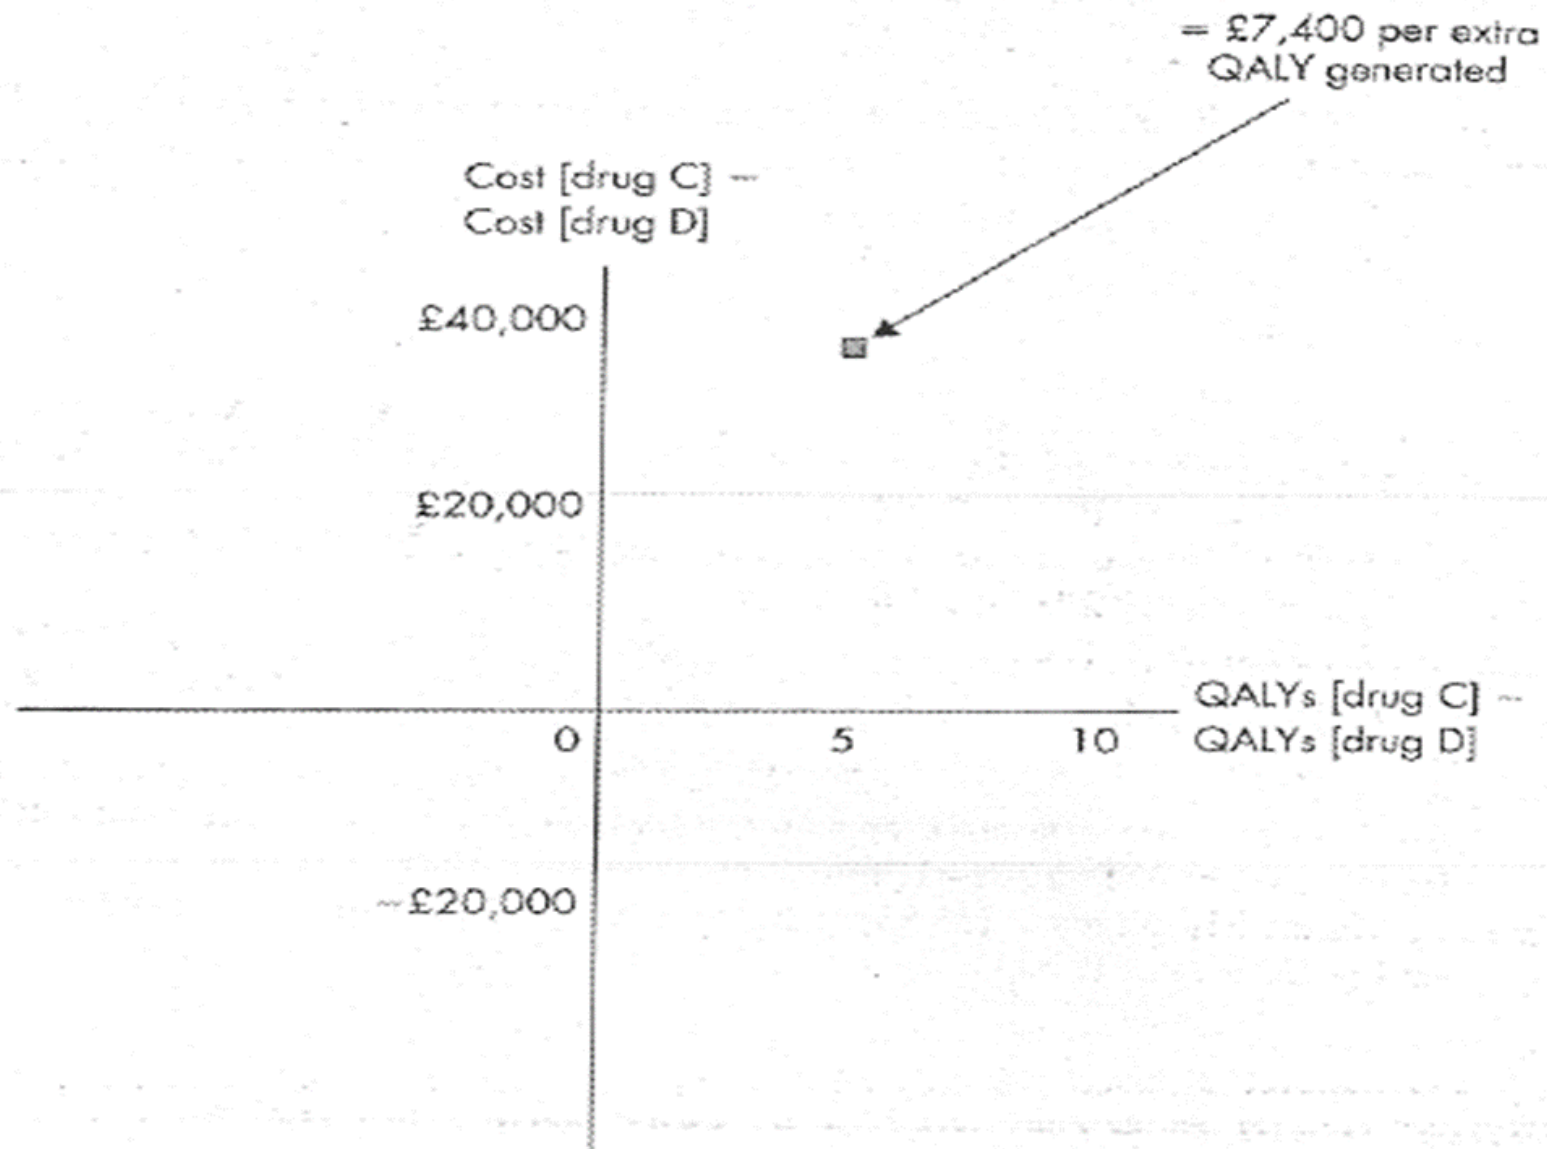 = £7,400 per extra
QALY generated
Cost [drug C] –
Cost [drug D]
£40,000
£20,000
QALYs [drug C] –
0 5 10 QALYs [drug D]
–£20,000